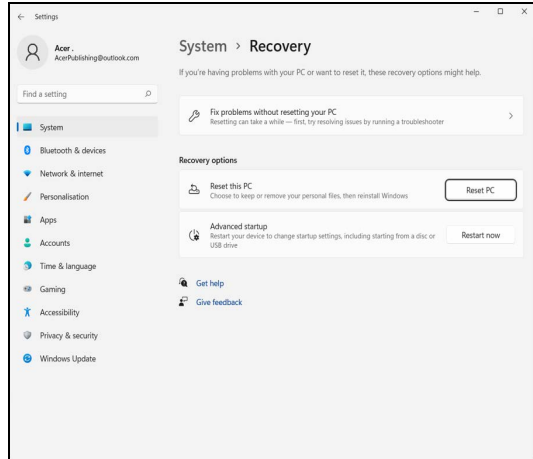 Settings
Acer .
AcerPublishing@outlook.com
Find a setting
System
Bluetooth & devices
Network & internet
Personalisation
Apps
Accounts
Time & language
Gaming
Accessibility
Privacy & security
Windows Update
System > Recovery
If you're having problems with your PC or want to reset it, these recovery options might help.
Fix problems without resetting your PC
Resetting can take a while — first, try resolving issues by running a troubleshooter
Recovery options
Reset this PC
Choose to keep or remove your personal files, then reinstall Windows
Reset PC
Advanced startup
Restart your device to change startup settings, including starting from a disc or
USB drive
Restart now
Get help
Give feedback